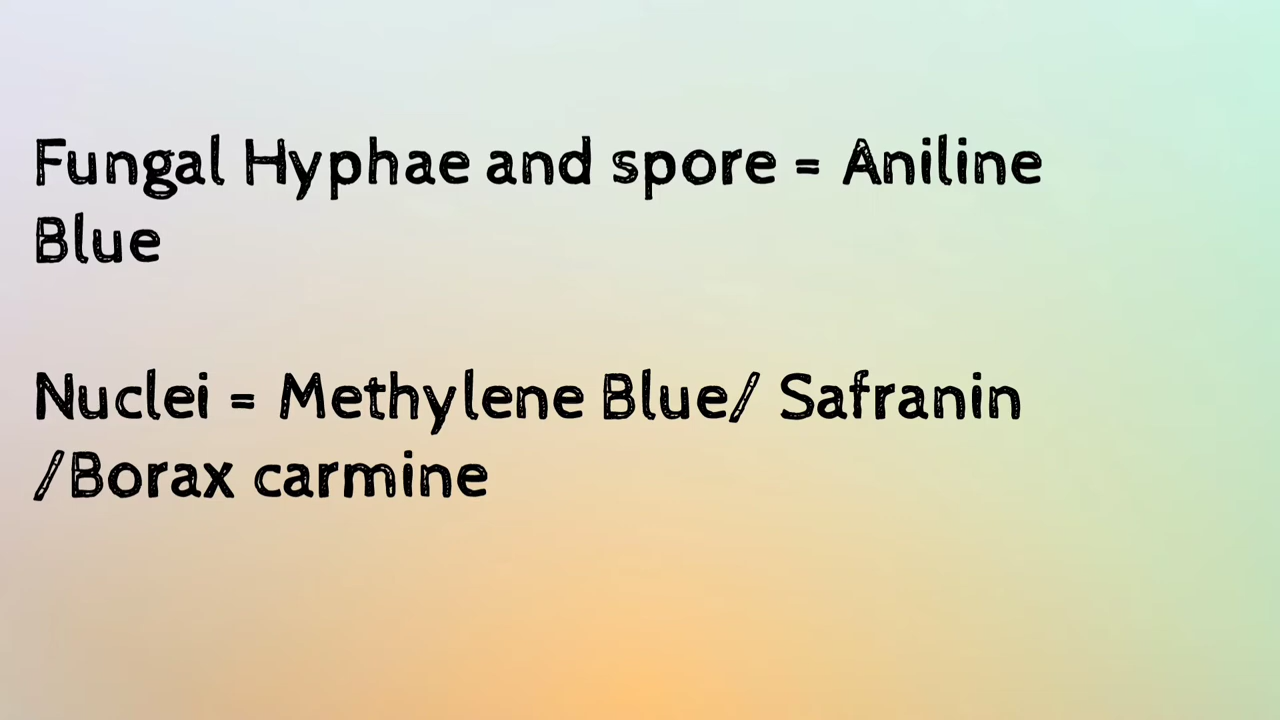 Fungal Hyphae and spore = Aniline
Blue
Nuclei = Methylene Blue/ Safranin
/Borax carmine